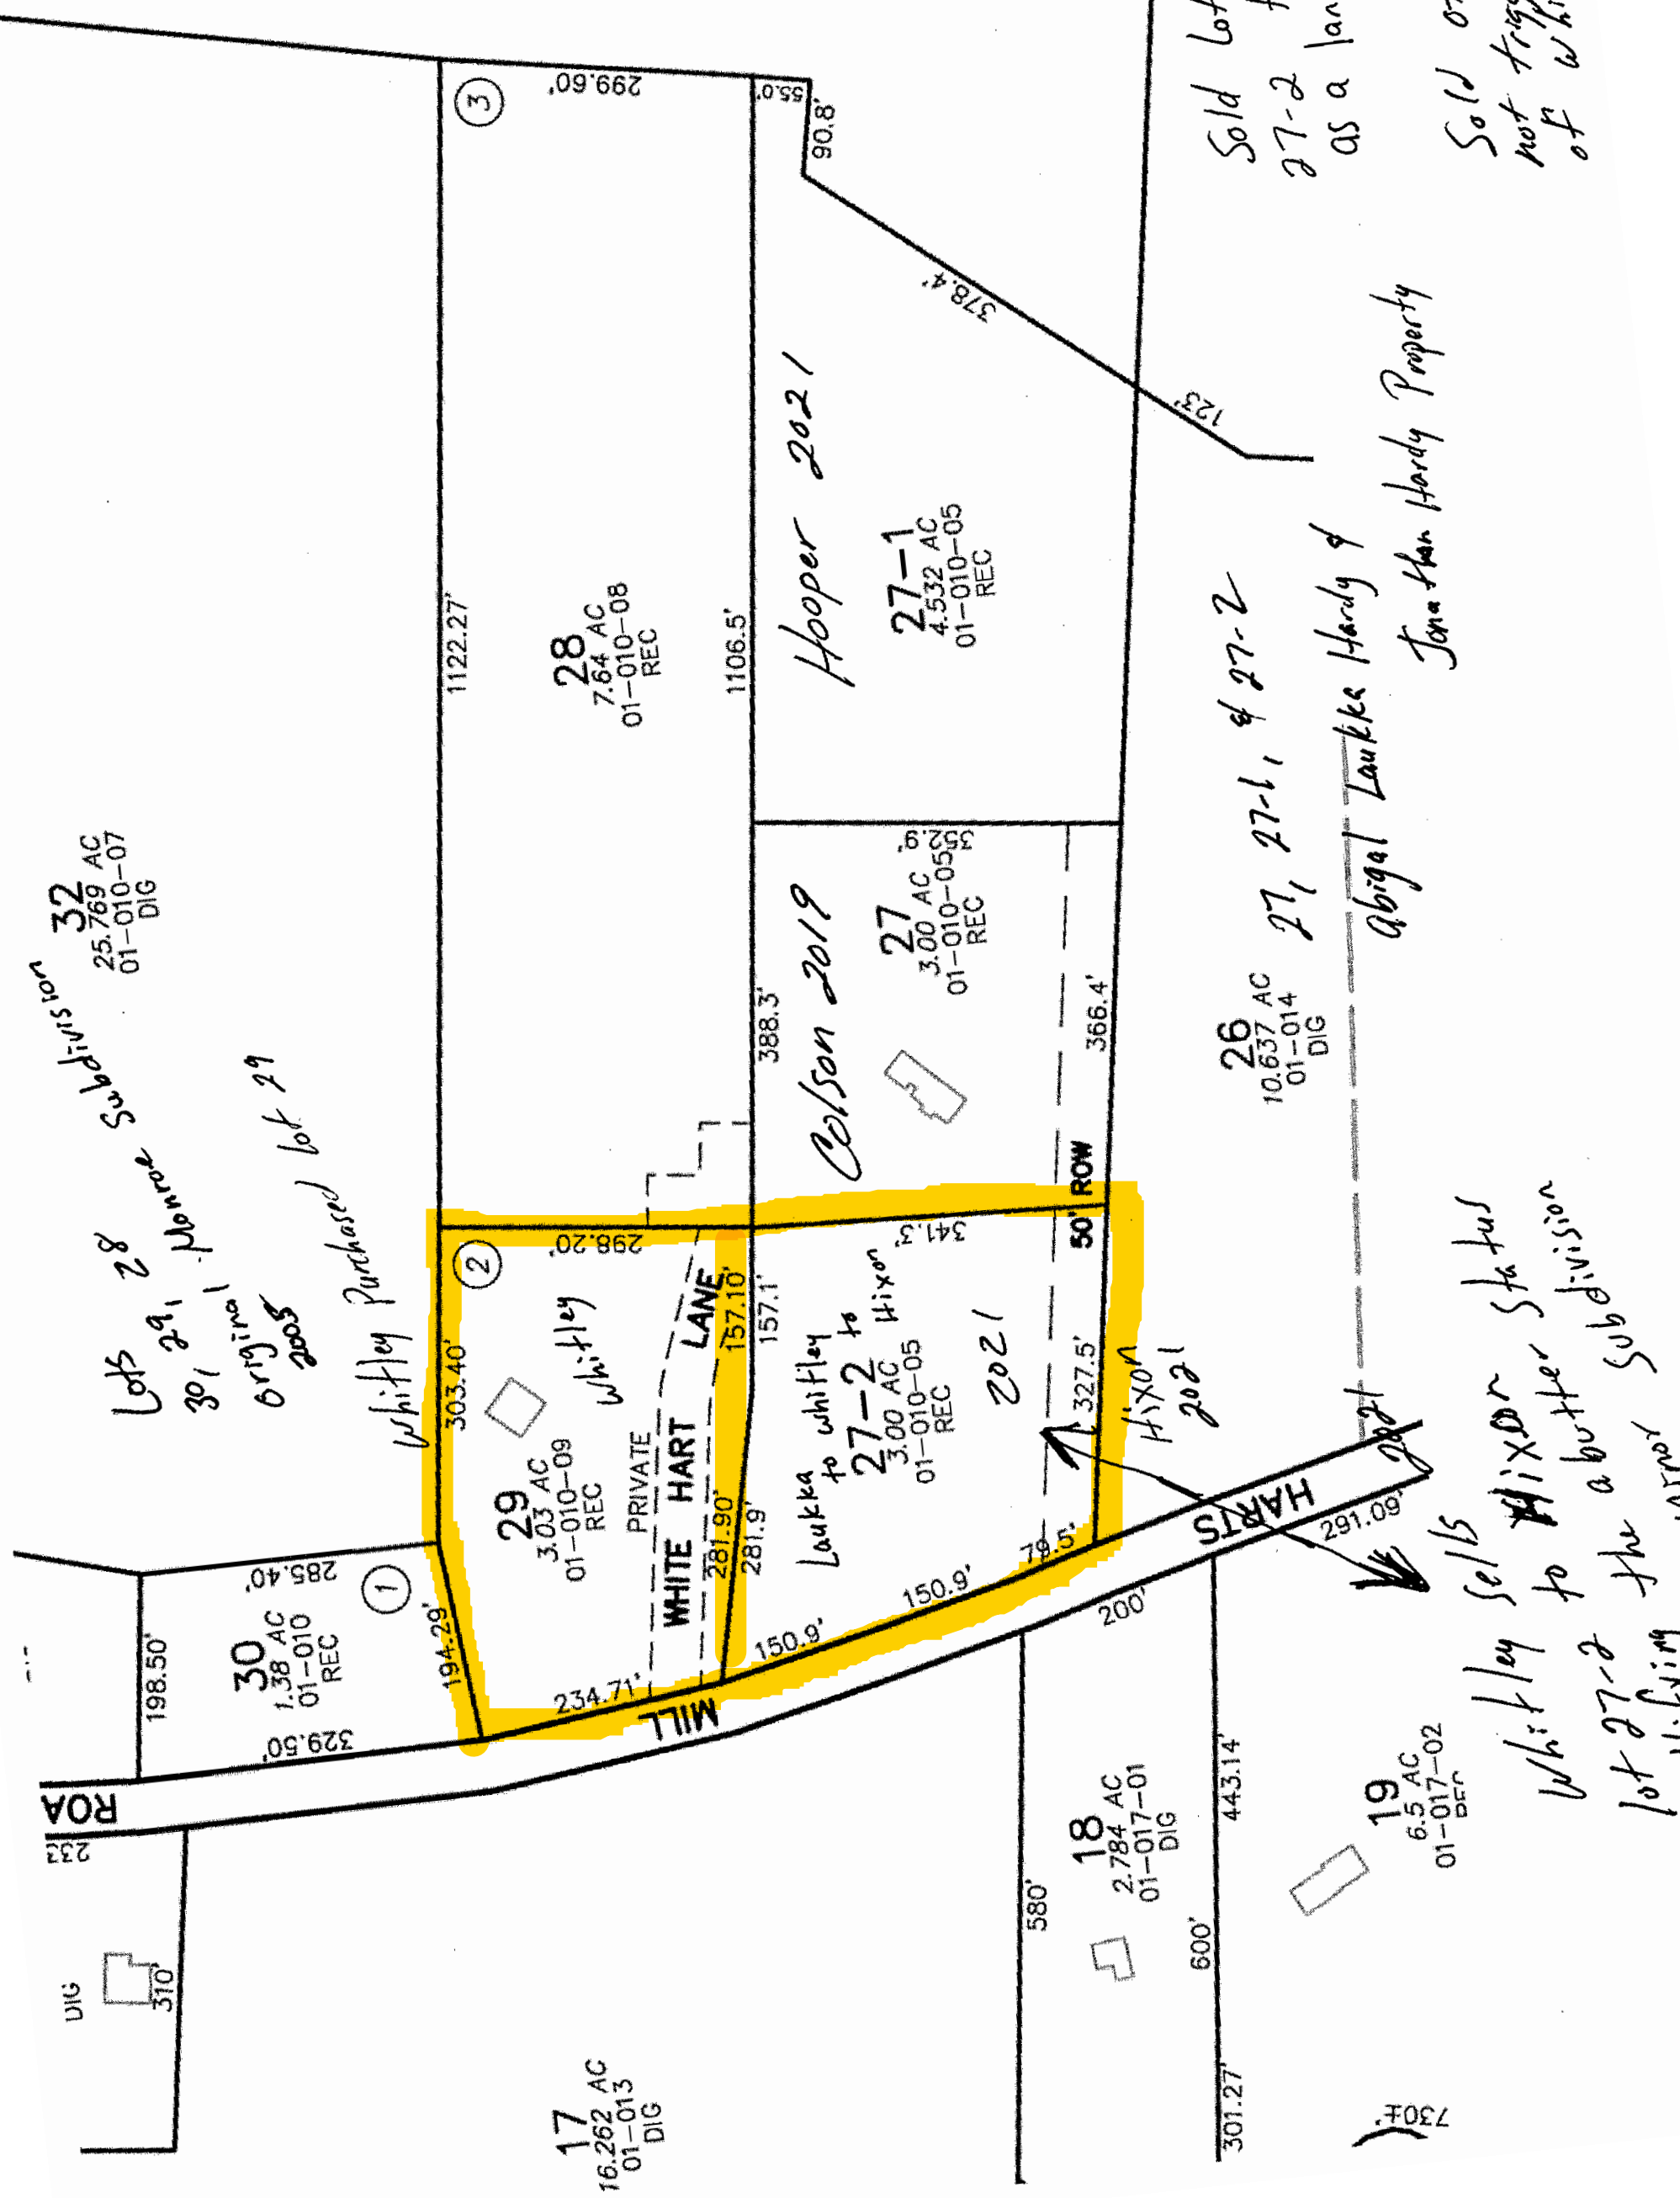 ROA
233
DIG
310'
198.50'
329.50'
285.40'
30
1.38 AC
01-010
REC
1
194.29'
32
25.769 AC
01-010-07
DIG
Lots
30, 29, 28
original Monroe Subdivision
2005
Whitley Purchased Lot 29
303.40'
2
298.20'
29
3.03 AC
01-010-09
REC
Whitley
PRIVATE
WHITE HART LANE
234.71'
281.90'
157.10'
281.9'
157.1'
1122.27'
3
299.60'
28
7.64 AC
01-010-08
REC
1106.5'
55.0'
90.8'
378.4'
123'
Hooper 2021
27-1
4.532 AC
01-010-05
REC
388.3'
Colson 2019
27
3.00 AC
01-010-05
REC
352.9'
366.4'
50' ROW
341.3'
Laukka
to whitley
to Hixon
2021
27-2
3.00 AC
01-010-05
REC
327.5'
79.5'
150.9'
150.9'
Hixon
2021
MILL
HARTS
200'
291.09'
2021
26
10.637 AC
01-014
DIG
27, 27-1, & 27-2
Abigal Laukka Hardy &
Jonathan Hardy Property
Sold Lot
27-2
as a lan
Sold
not trigg
of whi
Whitley sells Hixon Status
lot 27-2 to a butter
the Subdivision
17
16.262 AC
01-013
DIG
580'
18
2.784 AC
01-017-01
DIG
600'
443.14'
301.27'
19
6.5 AC
01-017-02
730±'